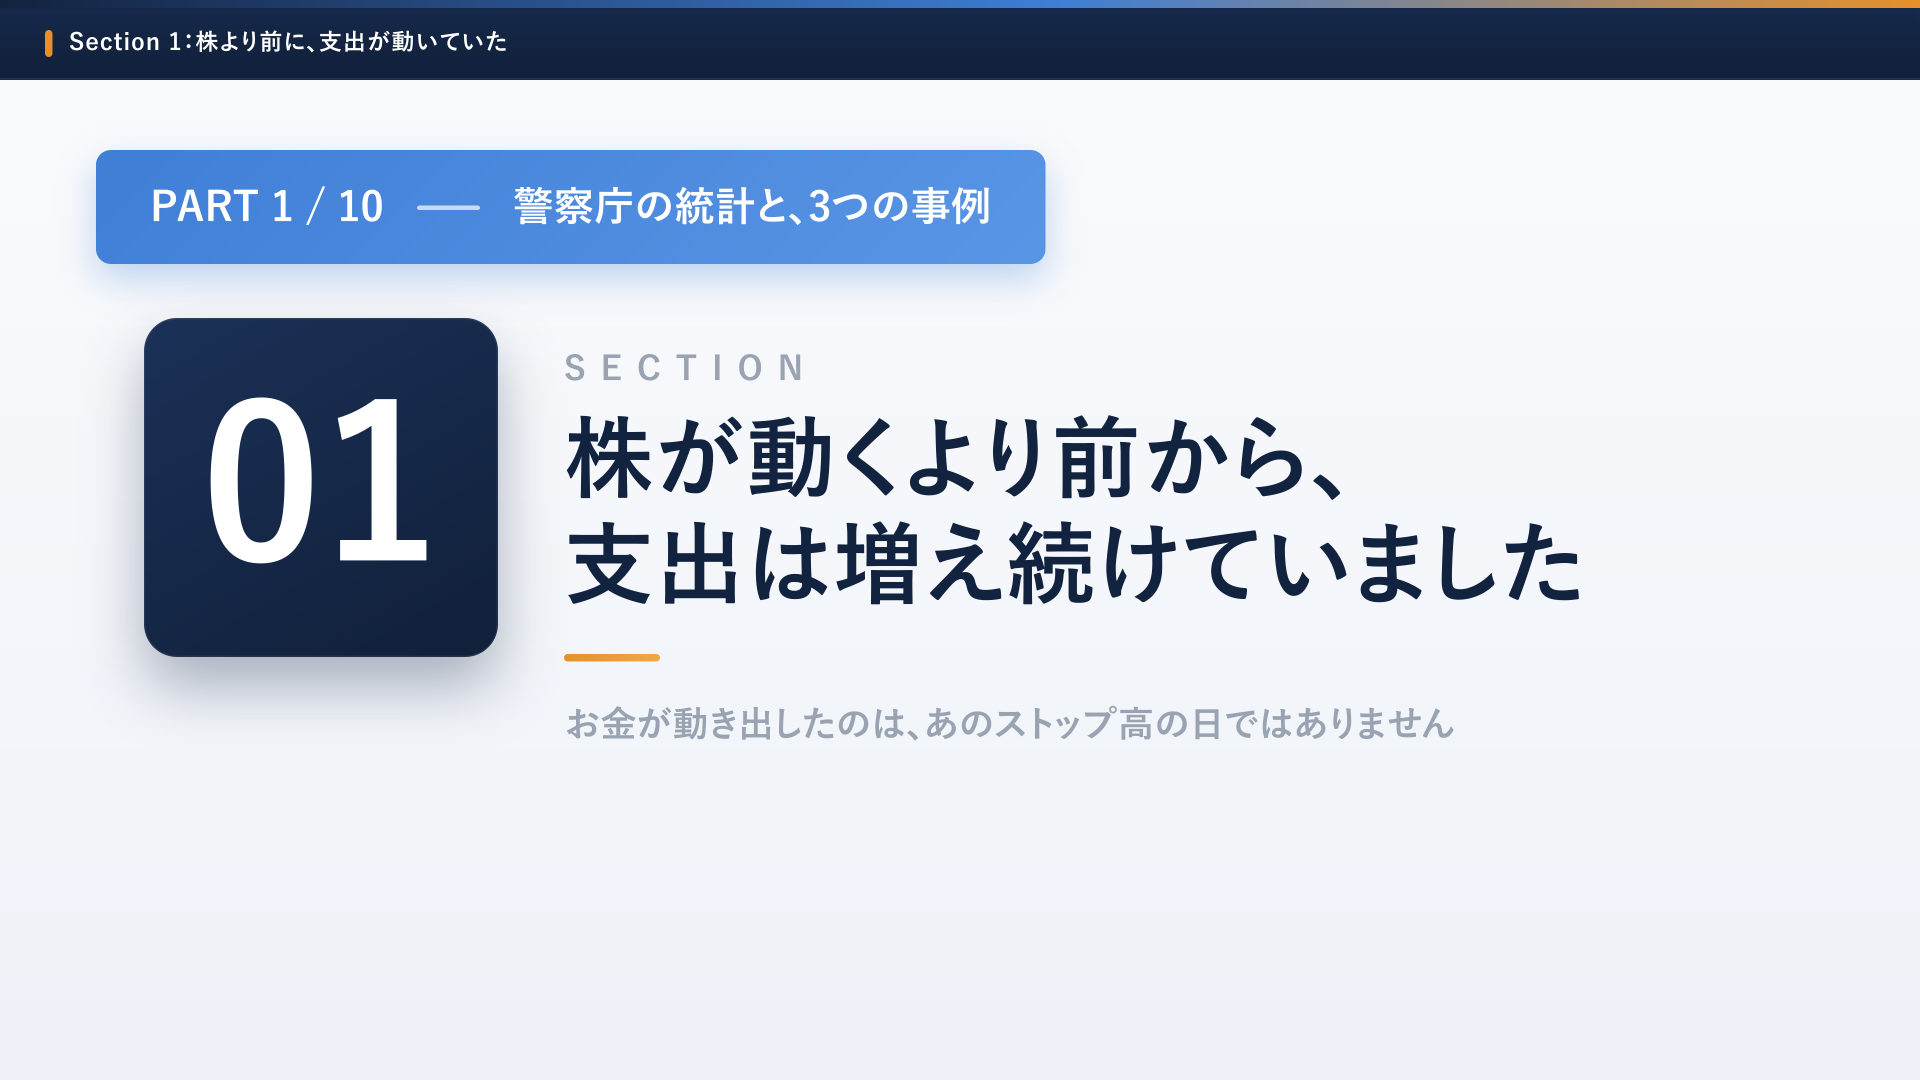 Section 1：株より前に、支出が動いていた
PART 1 / 10 — 警察庁の統計と、3つの事例
01
SECTION
株が動くより前から、
支出は増え続けていました
お金が動き出したのは、あのストップ高の日ではありません